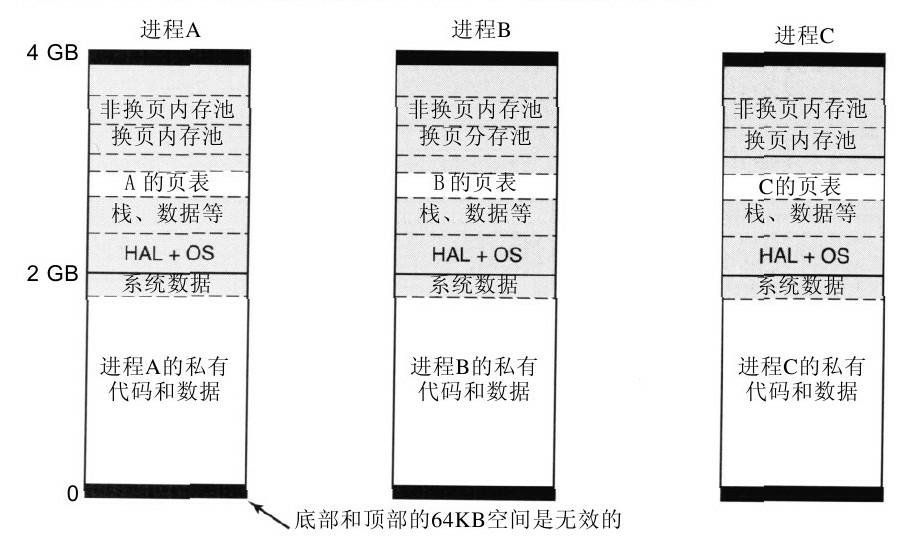 进程A
进程B
进程C
4 GB
非换页内存池
换页内存池
A的页表
栈、数据等
HAL + OS
2 GB
系统数据
进程A的私有
代码和数据
0
非换页内存池
换页分存池
B的页表
栈、数据等
HAL + OS
系统数据
进程B的私有
代码和数据
非换页内存池
换页内存池
C的页表
栈、数据等
HAL + OS
系统数据
进程C的私有
代码和数据
底部和顶部的64KB空间是无效的